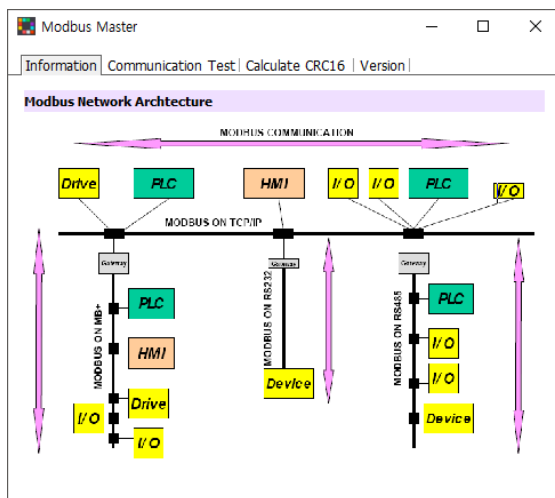 Modbus Master
Information Communication Test Calculate CRC16 Version
Modbus Network Archtecture
MODBUS COMMUNICATION
Drive PLC HMI I/O I/O PLC I/O
MODBUS ON TCP/IP
Gateway Gateway Gateway
MODBUS ON MB+
MODBUS ON RS232
MODBUS ON RS485
PLC PLC
HMI I/O
Device I/O
Drive
I/O Device
I/O